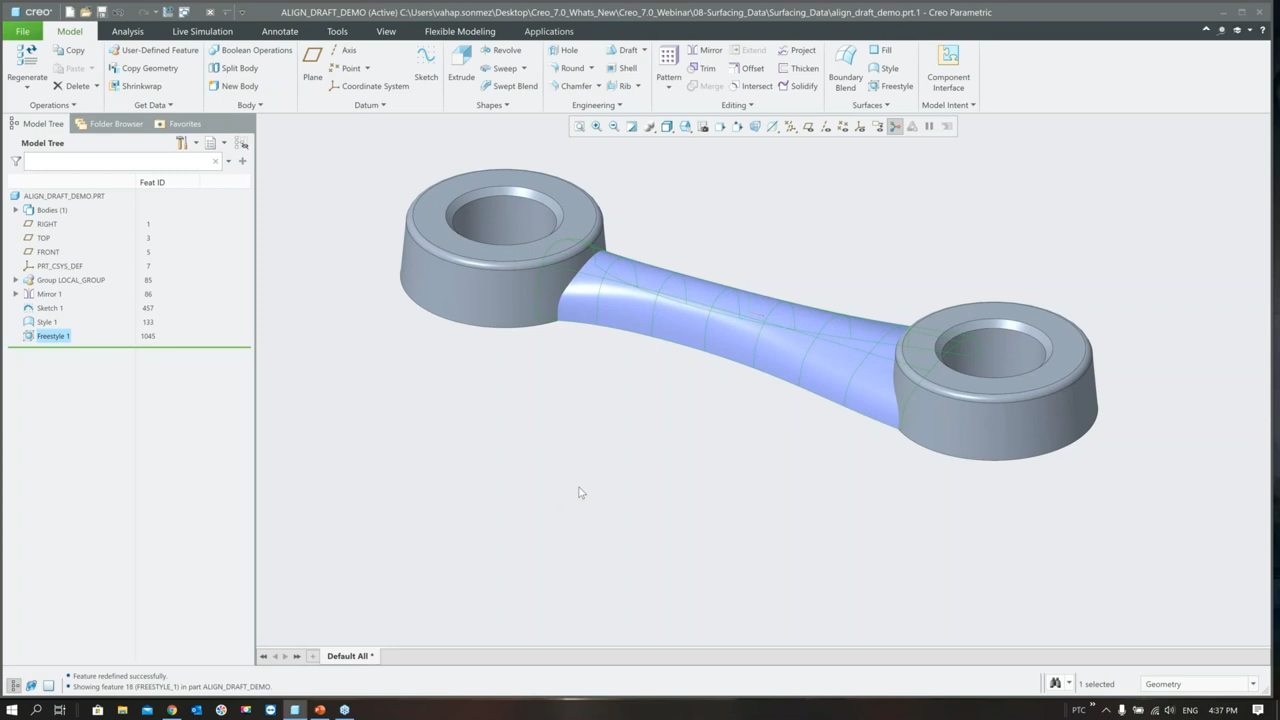 creo ALIGN_DRAFT_DEMO (Active) C:\Users\vahap.sonmez\Desktop\Creo_7.0_Whats_New\Creo_7.0_Webinar\08-Surfacing_Data\Surfacing_Data\align_draft_demo.prt.1 - Creo Parametric
File Model Analysis Live Simulation Annotate Tools View Flexible Modeling Applications
Copy User-Defined Feature Boolean Operations Axis Revolve Hole Draft Mirror Extend Project Fill
Paste Copy Geometry Split Body Point Sweep Round Shell Trim Offset Thicken Style
Regenerate Plane Sketch Extrude Pattern Boundary Blend Component Interface
Delete Shrinkwrap New Body Coordinate System Swept Blend Chamfer Rib Merge Intersect Solidify Freestyle
Operations Get Data Body Datum Shapes Engineering Editing Surfaces Model Intent
Model Tree Folder Browser Favorites
Model Tree
Feat ID
ALIGN_DRAFT_DEMO.PRT
Bodies (1)
RIGHT 1
TOP 3
FRONT 5
PRT_CSYS_DEF 7
Group LOCAL_GROUP 85
Mirror 1 86
Sketch 1 457
Style 1 133
Freestyle 1 1045
Default All *
• Feature redefined successfully.
• Showing feature 18 (FREESTYLE_1) in part ALIGN_DRAFT_DEMO.
1 selected Geometry
PTC ENG 4:37 PM